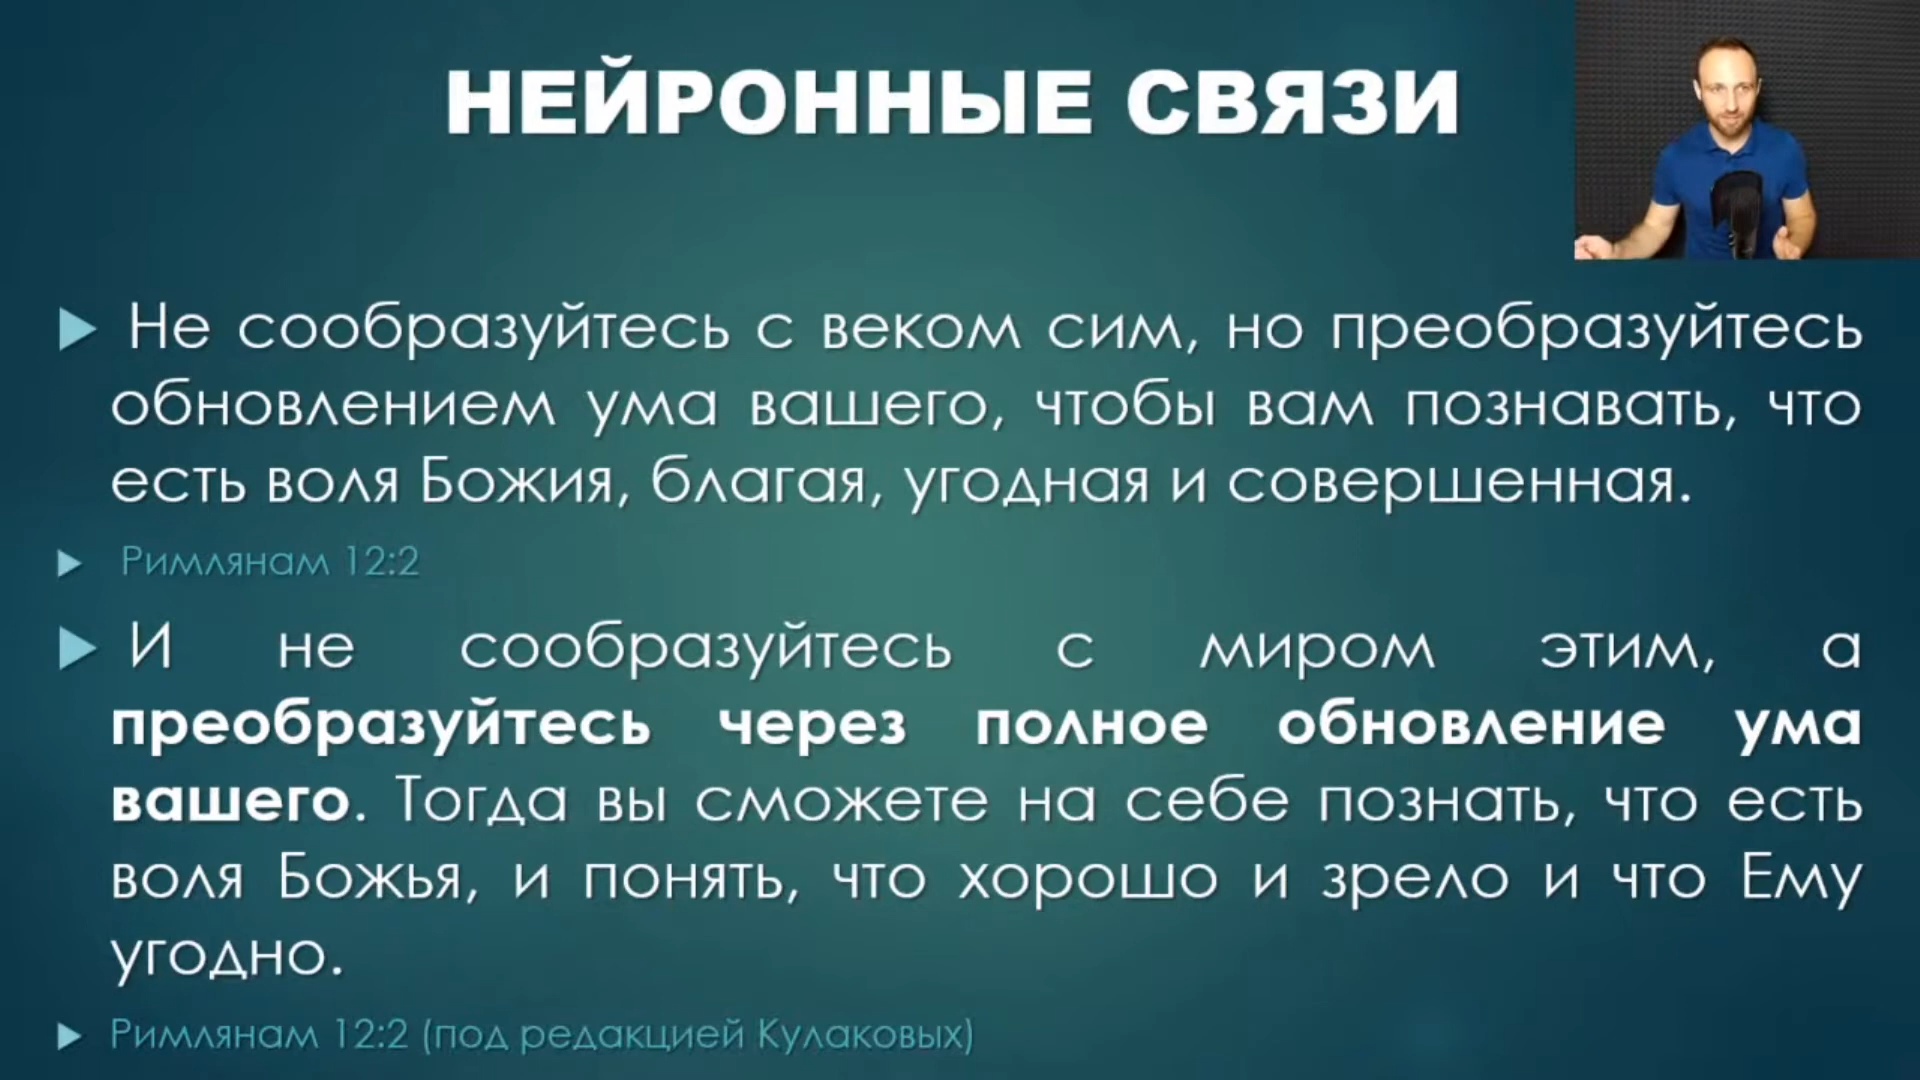 НЕЙРОННЫЕ СВЯЗИ
Не сообразуйтесь с веком сим, но преобразуйтесь
обновлением ума вашего, чтобы вам познавать, что
есть воля Божия, благая, угодная и совершенная.
Римлянам 12:2
И не сообразуйтесь с миром этим, а
преобразуйтесь через полное обновление ума
вашего. Тогда вы сможете на себе познать, что есть
воля Божья, и понять, что хорошо и зрело и что Ему
угодно.
Римлянам 12:2 (под редакцией Кулаковых)